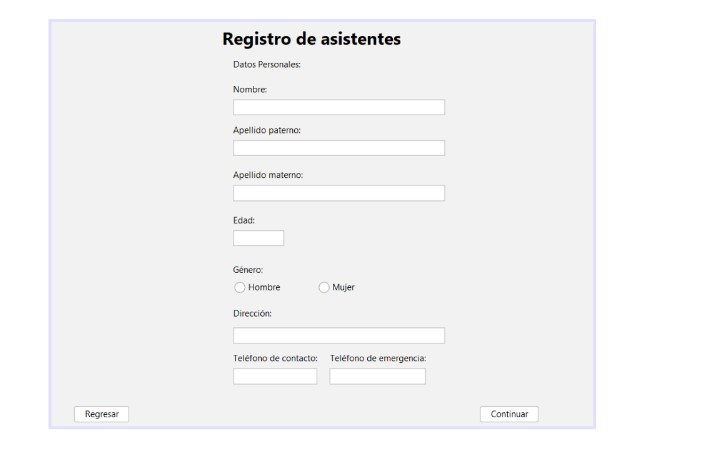 Registro de asistentes
Datos Personales:
Nombre:
Apellido paterno:
Apellido materno:
Edad:
Género:
Hombre Mujer
Dirección:
Teléfono de contacto: Teléfono de emergencia:
Regresar Continuar